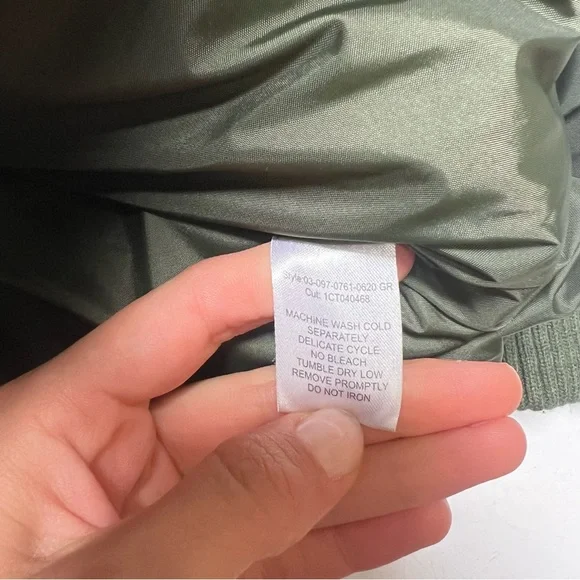 Style:03-097-0761-0620 GR
Cut: 1CT040468
MACHINE WASH COLD
SEPARATELY
DELICATE CYCLE
NO BLEACH
TUMBLE DRY LOW
REMOVE PROMPTLY
DO NOT IRON